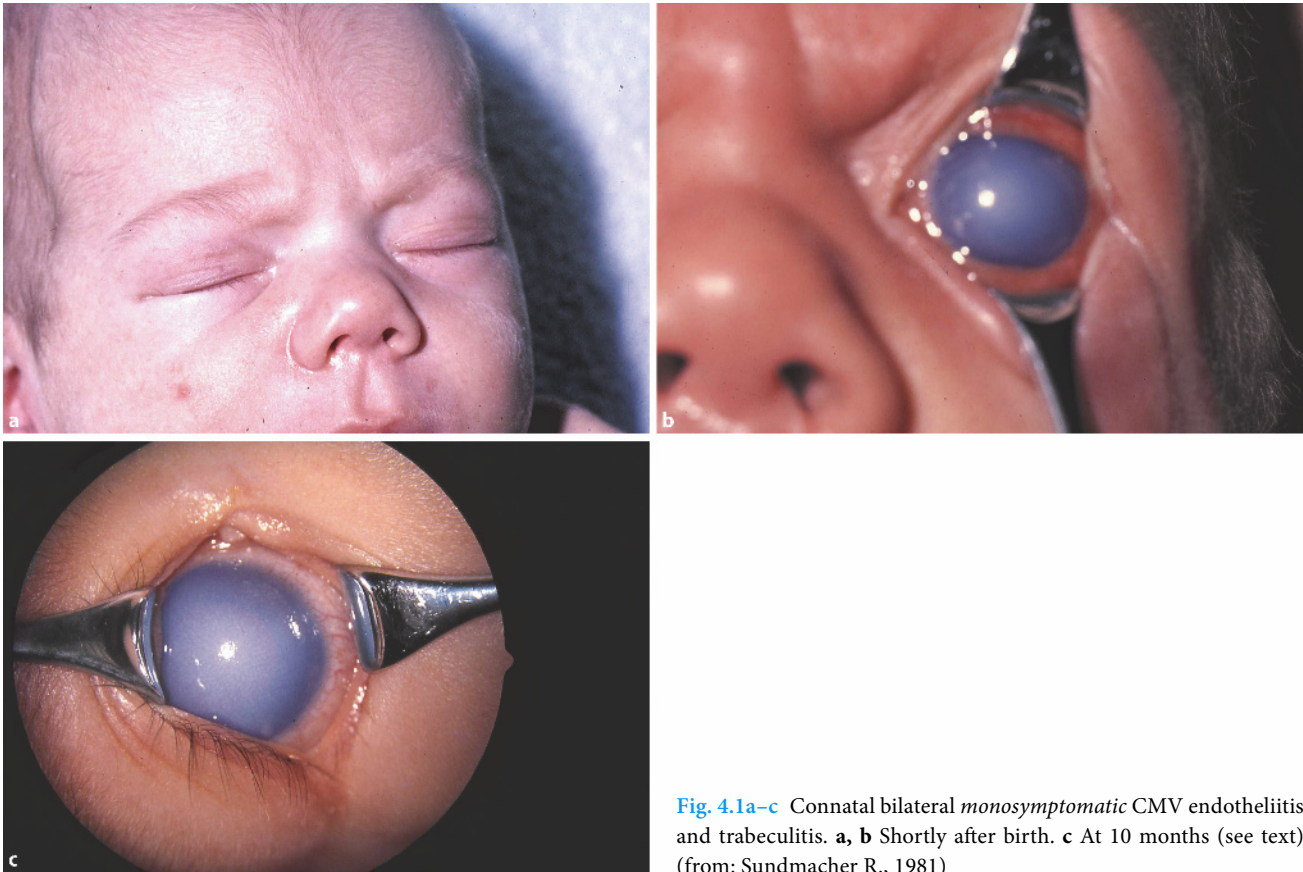 a
b
c
Fig. 4.1a–c Connatal bilateral monosymptomatic CMV endotheliitis
and trabeculitis. a, b Shortly after birth. c At 10 months (see text)
(from: Sundmacher R., 1981)